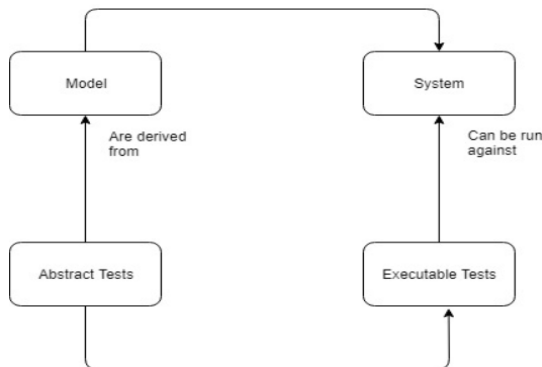 Model
System
Are derived
from
Can be run
against
Abstract Tests
Executable Tests